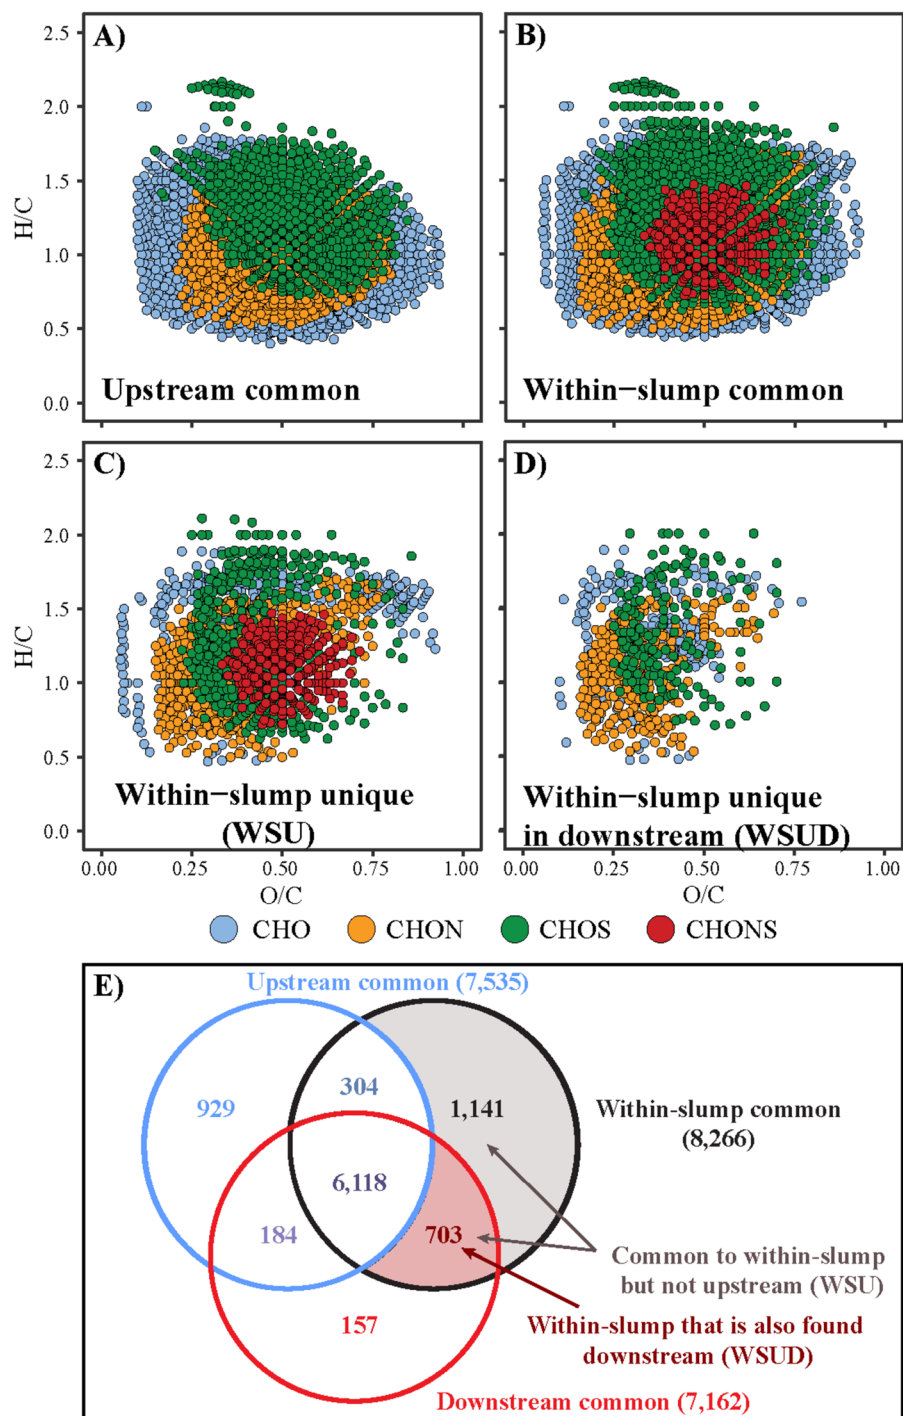 A)
B)
2.5
2.0
1.5
1.0
0.5
0.0
H/C
Upstream common
Within−slump common
C)
D)
2.5
2.0
1.5
1.0
0.5
0.0
H/C
Within−slump unique
(WSU)
Within−slump unique
in downstream (WSUD)
0.00 0.25 0.50 0.75 1.00
0.00 0.25 0.50 0.75 1.00
O/C
O/C
CHO CHON CHOS CHONS
E)
Upstream common (7,535)
929
304
1,141
Within-slump common
(8,266)
6,118
184
703
Common to within-slump
but not upstream (WSU)
157
Within-slump that is also found
downstream (WSUD)
Downstream common (7,162)